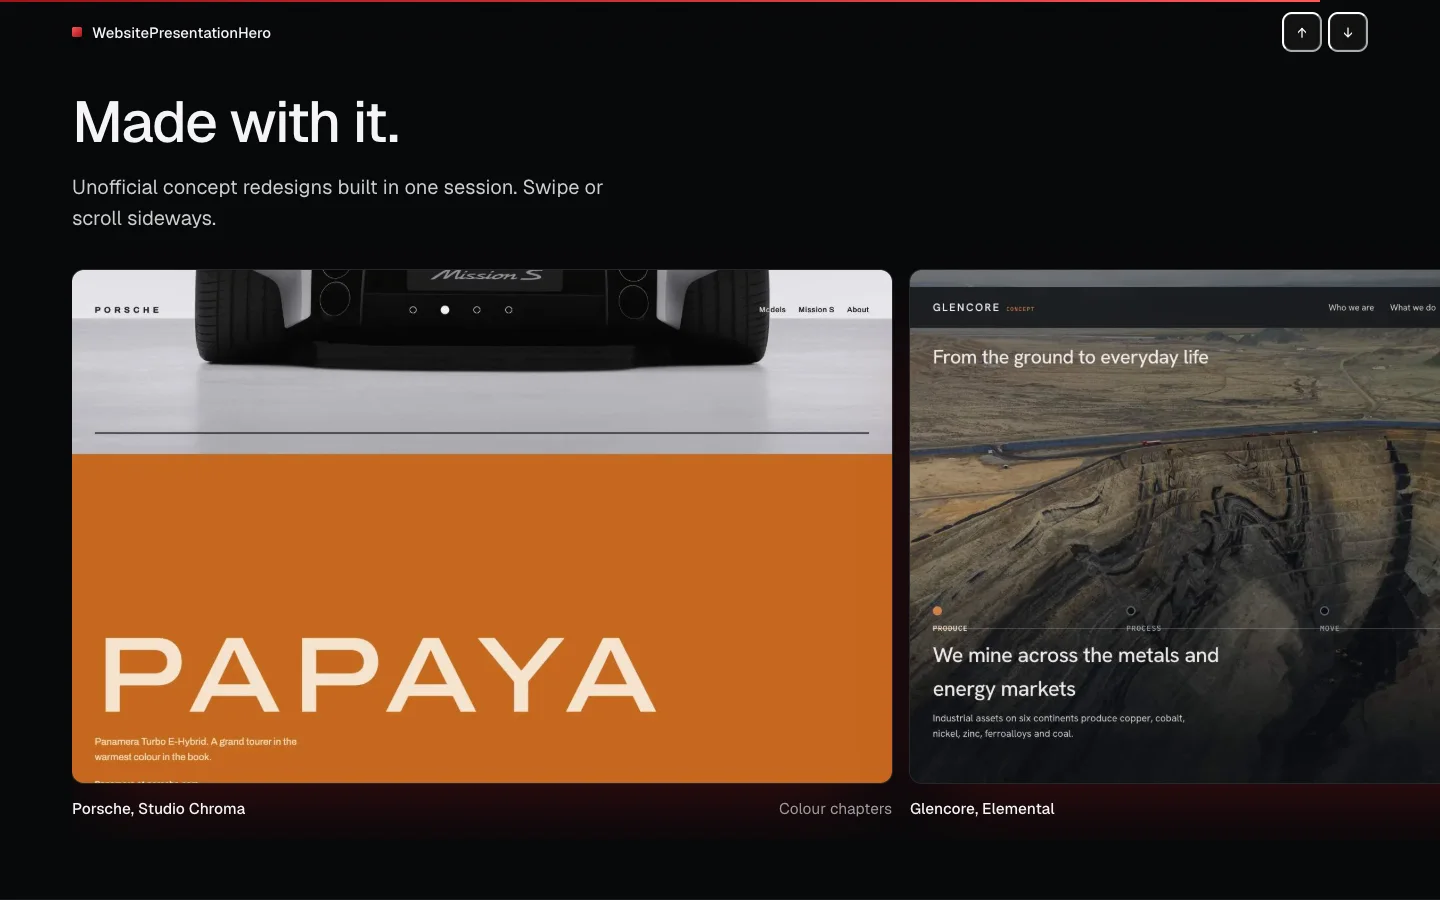 WebsitePresentationHero
Made with it.
Unofficial concept redesigns built in one session. Swipe or
scroll sideways.
Mission S
PORSCHE
Models Mission S About
PAPAYA
Panamera Turbo E-Hybrid. A grand tourer in the
warmest colour in the book.
GLENCORE CONCEPT
Who we are What we do
From the ground to everyday life
PRODUCE PROCESS MOVE
We mine across the metals and
energy markets
Industrial assets on six continents produce copper, cobalt,
nickel, zinc, ferroalloys and coal.
Porsche, Studio Chroma
Colour chapters
Glencore, Elemental